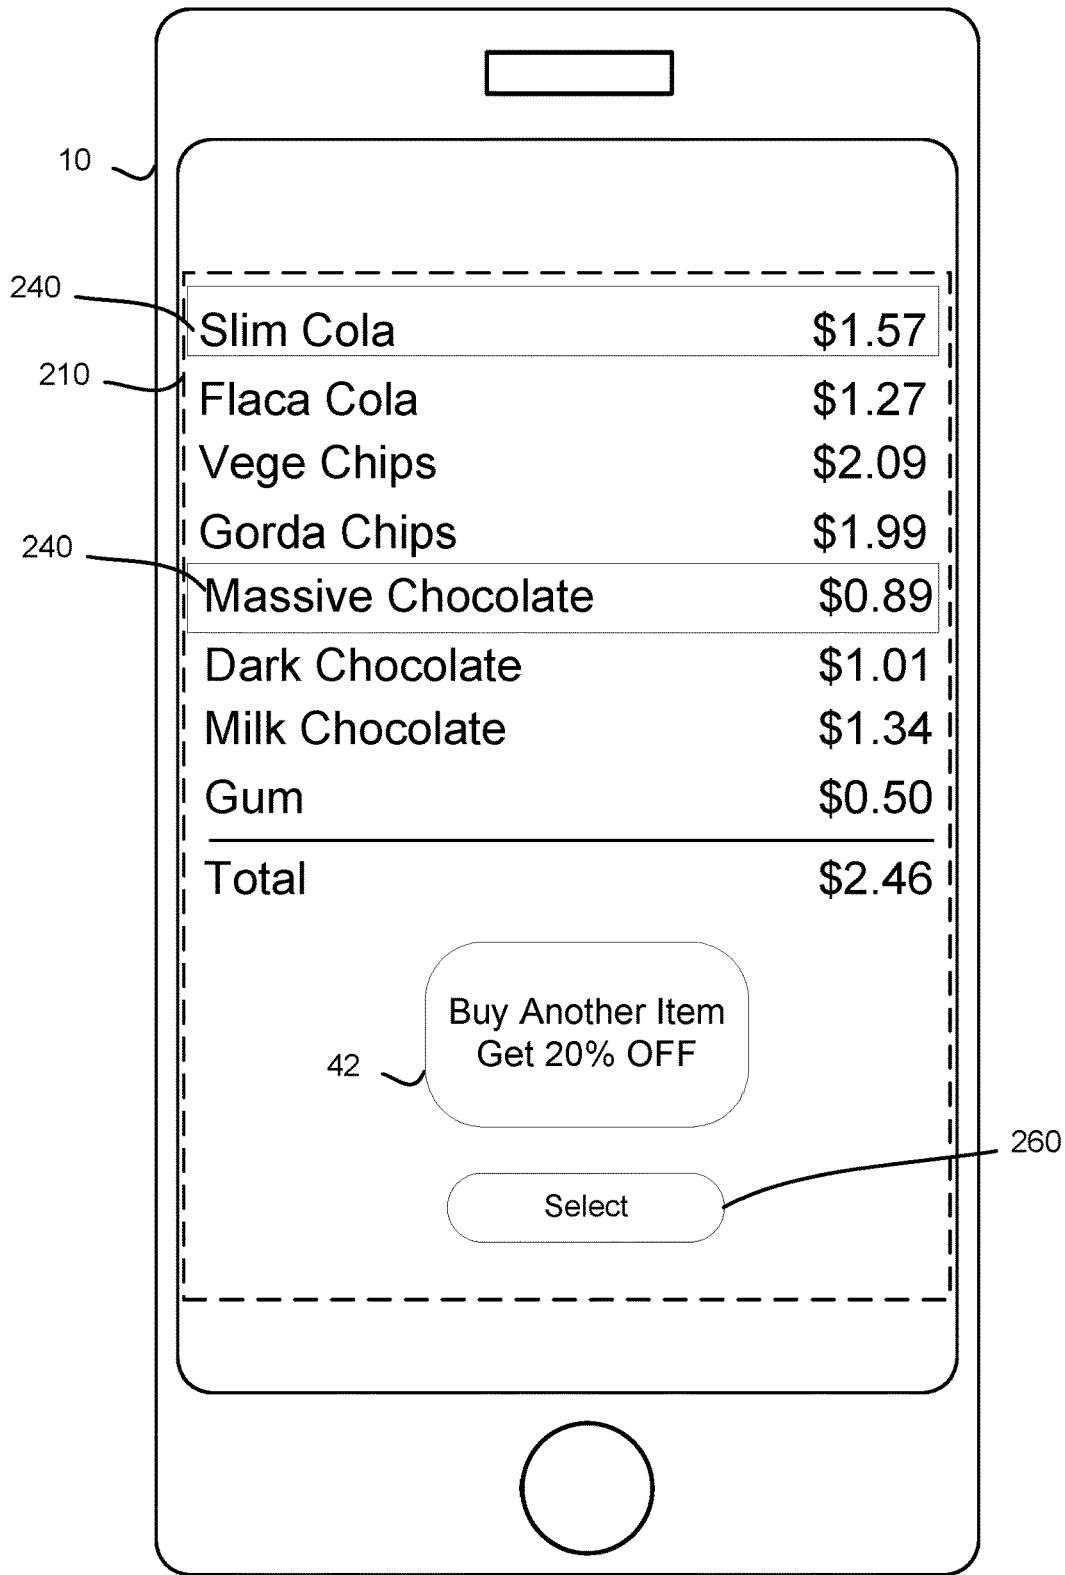 10
240
Slim Cola $1.57
210
Flaca Cola $1.27
Vege Chips $2.09
Gorda Chips $1.99
240
Massive Chocolate $0.89
Dark Chocolate $1.01
Milk Chocolate $1.34
Gum $0.50
Total $2.46
Buy Another Item
Get 20% OFF
42
260
Select